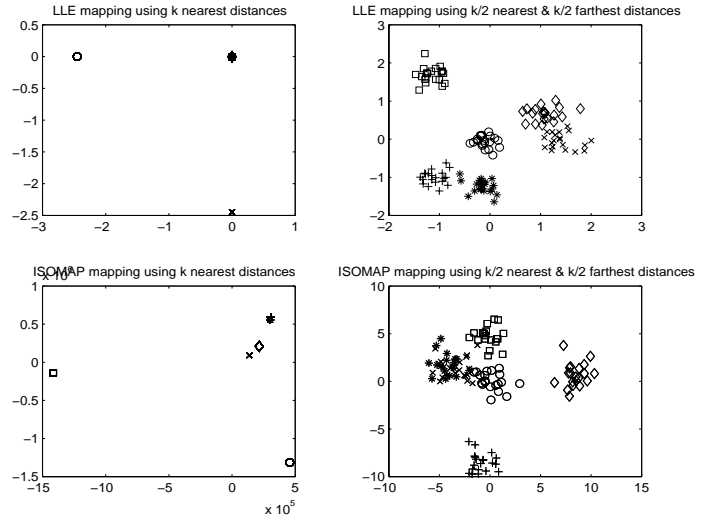 LLE mapping using k nearest distances
0.5
0
−0.5
−1
−1.5
−2
−2.5
−3 −2 −1 0 1
LLE mapping using k/2 nearest & k/2 farthest distances
3
2
1
0
−1
−2
−2 −1 0 1 2 3
ISOMAP mapping using k nearest distances
1
0.5
0
−0.5
−1
−1.5
−15 −10 −5 0 5
x 10⁵
ISOMAP mapping using k/2 nearest & k/2 farthest distances
10
5
0
−5
−10
−10 −5 0 5 10 15